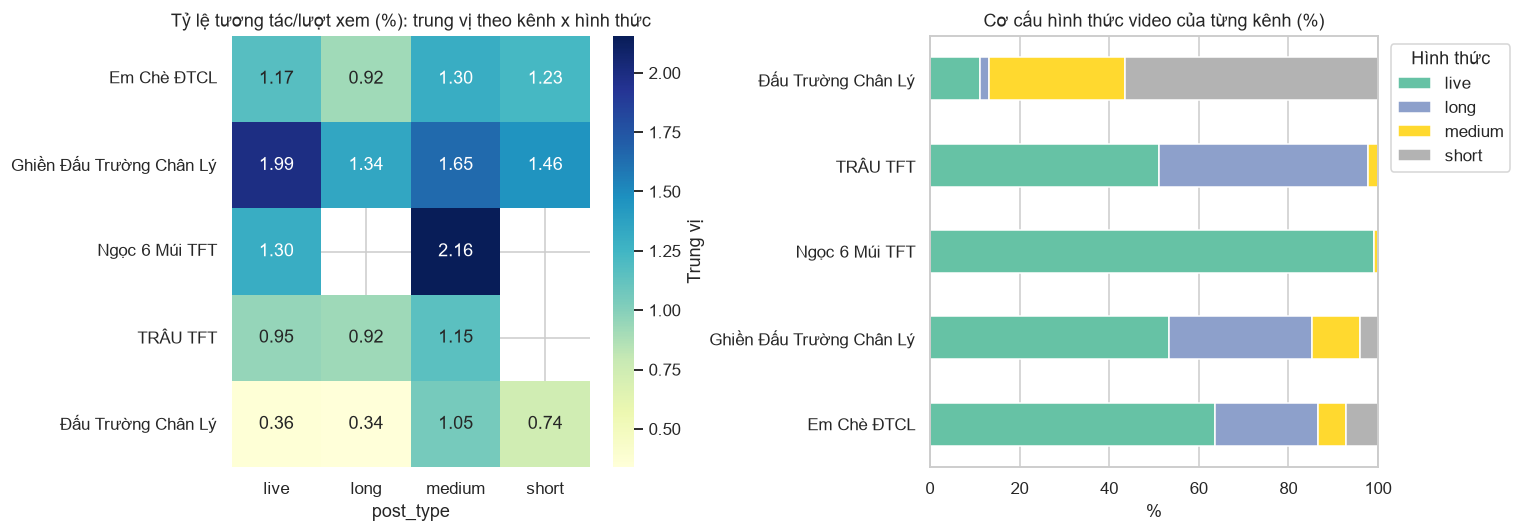 Tỷ lệ tương tác/lượt xem (%): trung vị theo kênh x hình thức
Em Chè ĐTCL
1.17 0.92 1.30 1.23
Ghiền Đấu Trường Chân Lý
1.99 1.34 1.65 1.46
Ngọc 6 Múi TFT
1.30 2.16
TRÂU TFT
0.95 0.92 1.15
Đấu Trường Chân Lý
0.36 0.34 1.05 0.74
live long medium short
post_type
2.00
1.75
1.50
1.25
1.00
0.75
0.50
Trung vị
Cơ cấu hình thức video của từng kênh (%)
Đấu Trường Chân Lý
TRÂU TFT
Ngọc 6 Múi TFT
Ghiền Đấu Trường Chân Lý
Em Chè ĐTCL
0 20 40 60 80 100
%
Hình thức
live
long
medium
short